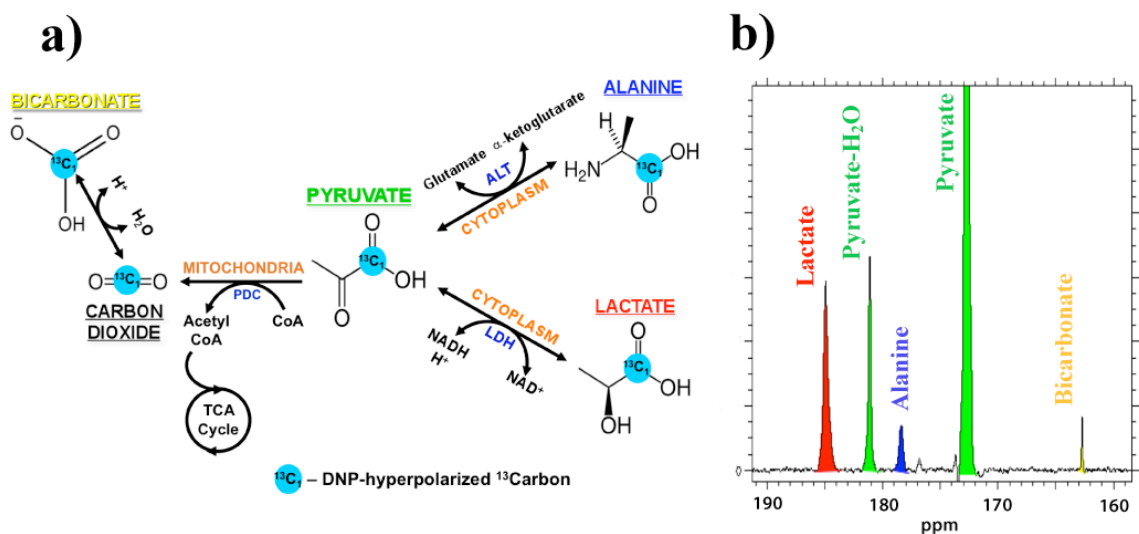 a)
BICARBONATE
O
-
O
¹³C₁
OH
H⁺
H₂O
O=¹³C₁=O
CARBON
DIOXIDE
MITOCHONDRIA
PDC
Acetyl
CoA
CoA
TCA
Cycle
PYRUVATE
O
¹³C₁
OH
O
Glutamate α-ketoglutarate
ALT
CYTOPLASM
ALANINE
H
H₂N
¹³C₁
OH
O
CYTOPLASM
LDH
NADH
H⁺
NAD⁺
LACTATE
O
¹³C₁
OH
OH
¹³C₁ – DNP-hyperpolarized ¹³Carbon
b)
Lactate
Pyruvate-H₂O
Alanine
Pyruvate
Bicarbonate
0
190 180 170 160
ppm